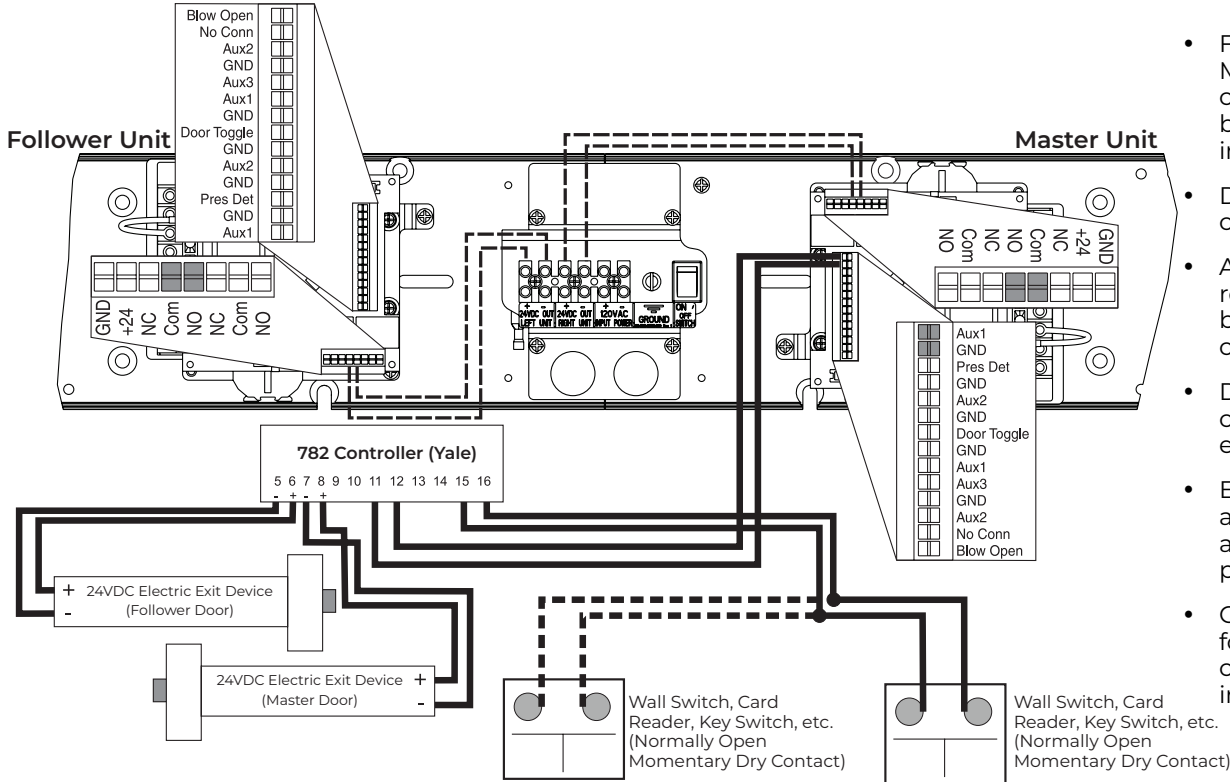 Blow Open
No Conn
Aux2
GND
Aux3
Aux1
GND
Door Toggle
GND
Aux2
GND
Pres Det
GND
Aux1
Follower Unit
Master Unit
GND
+24
NC
Com
NO
NC
Com
NO
+ - + -
24VDC OUT 24VDC OUT 120VAC
LEFT UNIT RIGHT UNIT INPUT POWER
GROUND
ON /
OFF
SWITCH
NO
Com
NC
NO
Com
NC
+24
GND
Aux1
GND
Pres Det
GND
Aux2
GND
Door Toggle
GND
Aux1
Aux3
GND
Aux2
No Conn
Blow Open
782 Controller (Yale)
5 6 7 8 9 10 11 12 13 14 15 16
- + - +
+ 24VDC Electric Exit Device
- (Follower Door)
24VDC Electric Exit Device +
(Master Door) -
Wall Switch, Card
Reader, Key Switch, etc.
(Normally Open
Momentary Dry Contact)
Wall Switch, Card
Reader, Key Switch, etc.
(Normally Open
Momentary Dry Contact)